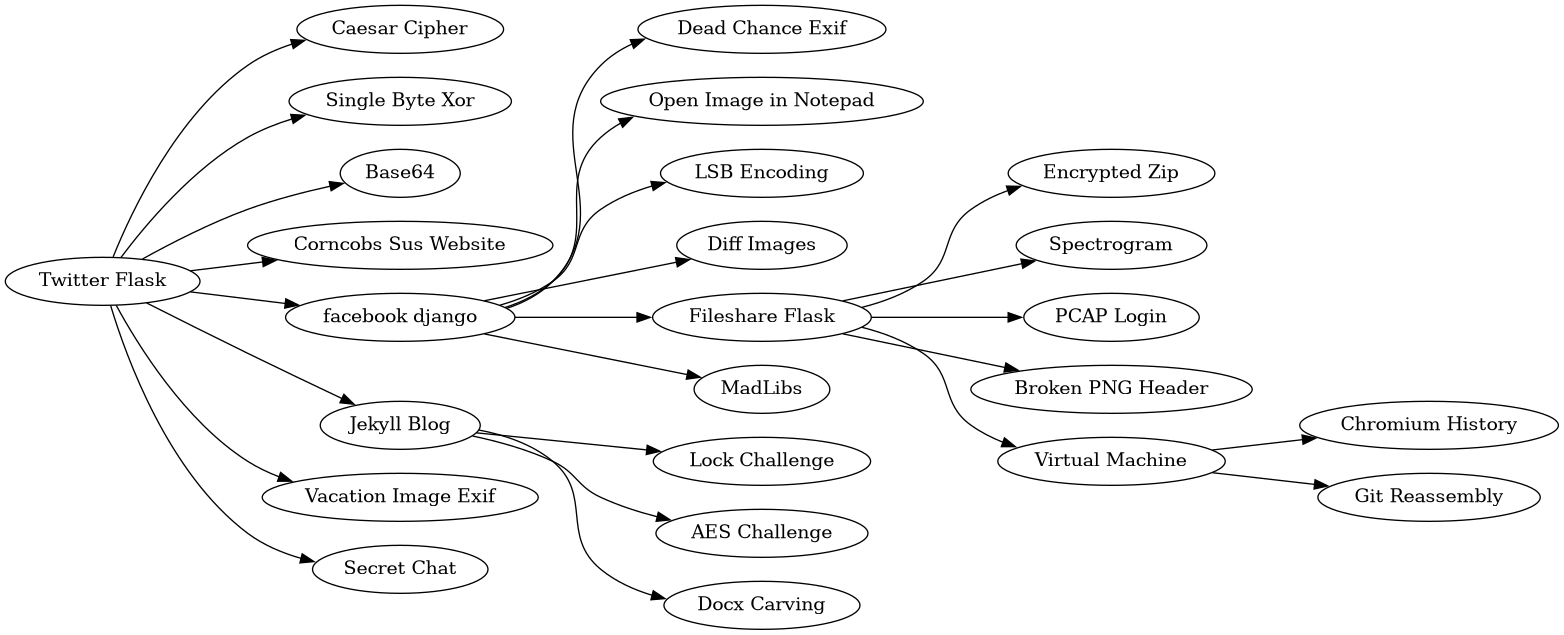 Twitter Flask
Caesar Cipher
Single Byte Xor
Base64
Corncobs Sus Website
facebook django
Jekyll Blog
Vacation Image Exif
Secret Chat
Dead Chance Exif
Open Image in Notepad
LSB Encoding
Diff Images
Fileshare Flask
MadLibs
Lock Challenge
AES Challenge
Docx Carving
Encrypted Zip
Spectrogram
PCAP Login
Broken PNG Header
Virtual Machine
Chromium History
Git Reassembly